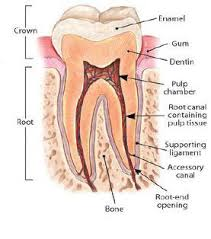 Enamel
Crown
Gum
Dentin
Pulp
chamber
Root canal
containing
pulp tissue
Root
Supporting
ligament
Accessory
canal
Root-end
opening
Bone